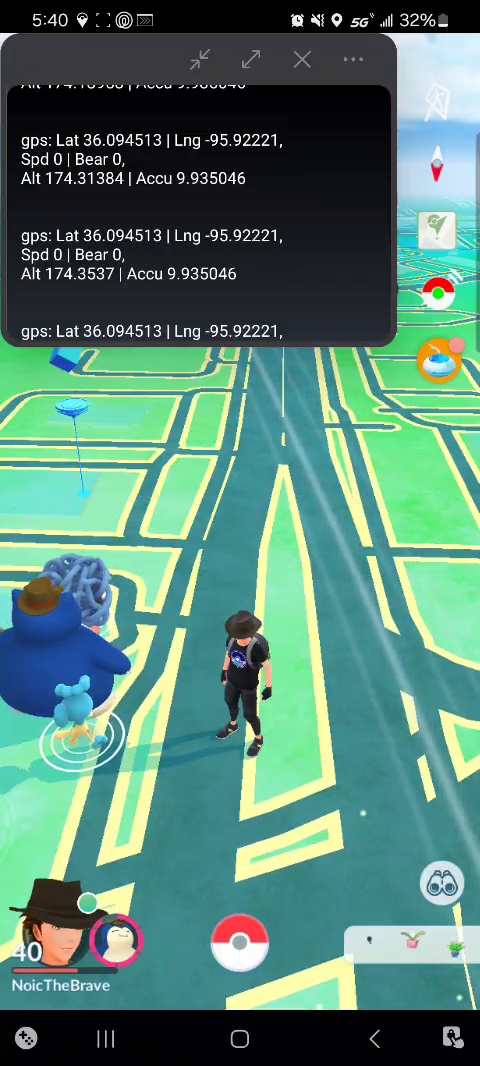 5:40
5G
32%
gps: Lat 36.094513 | Lng -95.92221,
Spd 0 | Bear 0,
Alt 174.31384 | Accu 9.935046
gps: Lat 36.094513 | Lng -95.92221,
Spd 0 | Bear 0,
Alt 174.3537 | Accu 9.935046
gps: Lat 36.094513 | Lng -95.92221,
40
NoicTheBrave